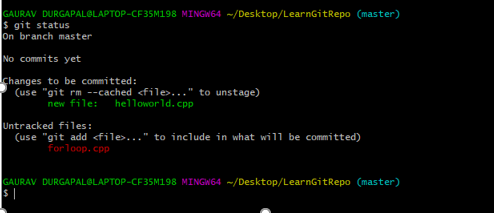 GAURAV DURGAPAL@LAPTOP-CF35M198 MINGW64 ~/Desktop/LearnGitRepo (master)
$ git status
On branch master
No commits yet
Changes to be committed:
(use "git rm --cached <file>..." to unstage)
new file:   helloworld.cpp
Untracked files:
(use "git add <file>..." to include in what will be committed)
forloop.cpp
GAURAV DURGAPAL@LAPTOP-CF35M198 MINGW64 ~/Desktop/LearnGitRepo (master)
$